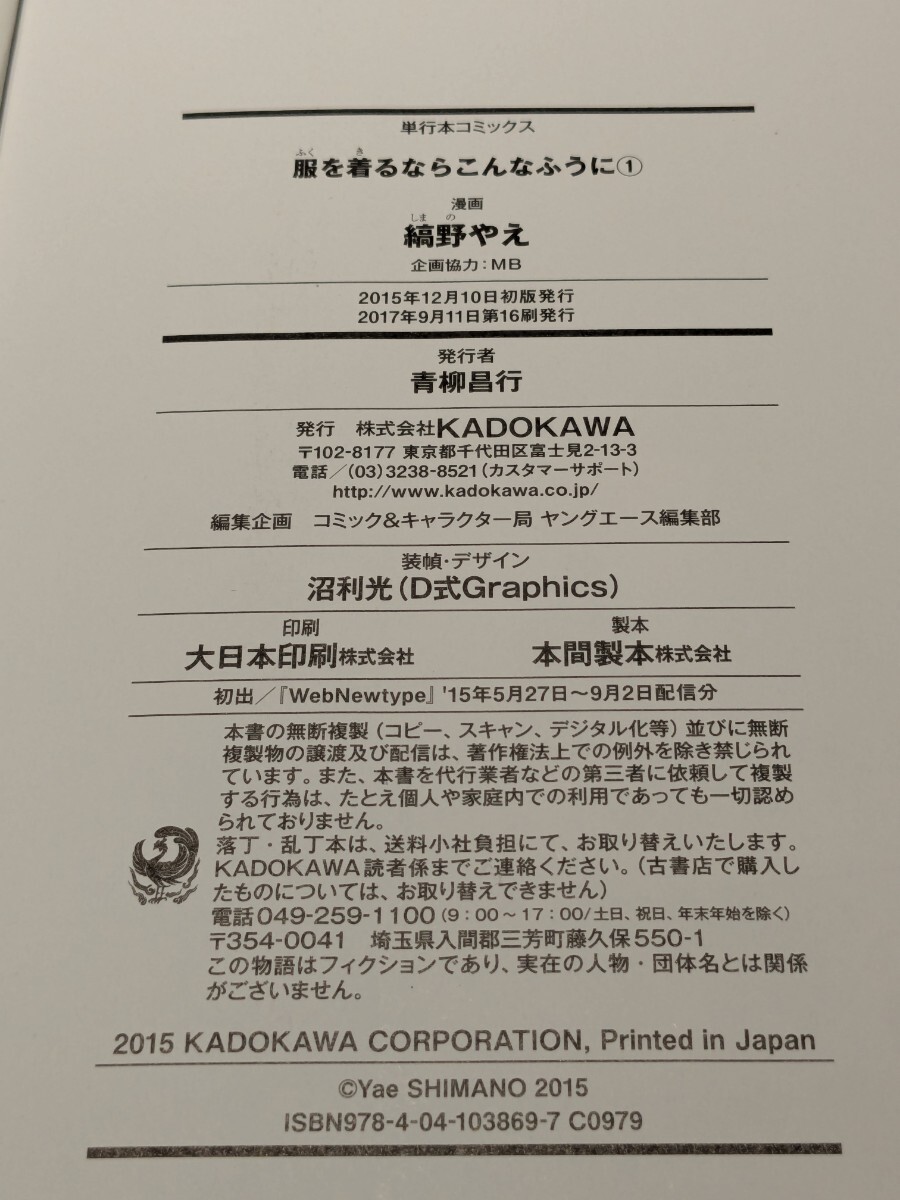 単行本コミックス
服を着るならこんなふうに①
漫画
縞野やえ
企画協力:MB
2015年12月10日初版発行
2017年9月11日第16刷発行
発行者
青柳昌行
発行 株式会社KADOKAWA
〒102-8177 東京都千代田区富士見2-13-3
電話/(03)3238-8521(カスタマーサポート)
http://www.kadokawa.co.jp/
編集企画 コミック&キャラクター局 ヤングエース編集部
装幀・デザイン
沼利光(D式Graphics)
印刷
大日本印刷株式会社
製本
本間製本株式会社
初出/『WebNewtype』'15年5月27日～9月2日配信分
本書の無断複製(コピー、スキャン、デジタル化等)並びに無断
複製物の譲渡及び配信は、著作権法上での例外を除き禁じられ
ています。また、本書を代行業者などの第三者に依頼して複製
する行為は、たとえ個人や家庭内での利用であっても一切認め
られておりません。
落丁・乱丁本は、送料小社負担にて、お取り替えいたします。
KADOKAWA読者係までご連絡ください。(古書店で購入し
たものについては、お取り替えできません)
電話049-259-1100(9:00～17:00/土日、祝日、年末年始を除く)
〒354-0041 埼玉県入間郡三芳町藤久保550-1
この物語はフィクションであり、実在の人物・団体名とは関係
がございません。
2015 KADOKAWA CORPORATION, Printed in Japan
©Yae SHIMANO 2015
ISBN978-4-04-103869-7 C0979